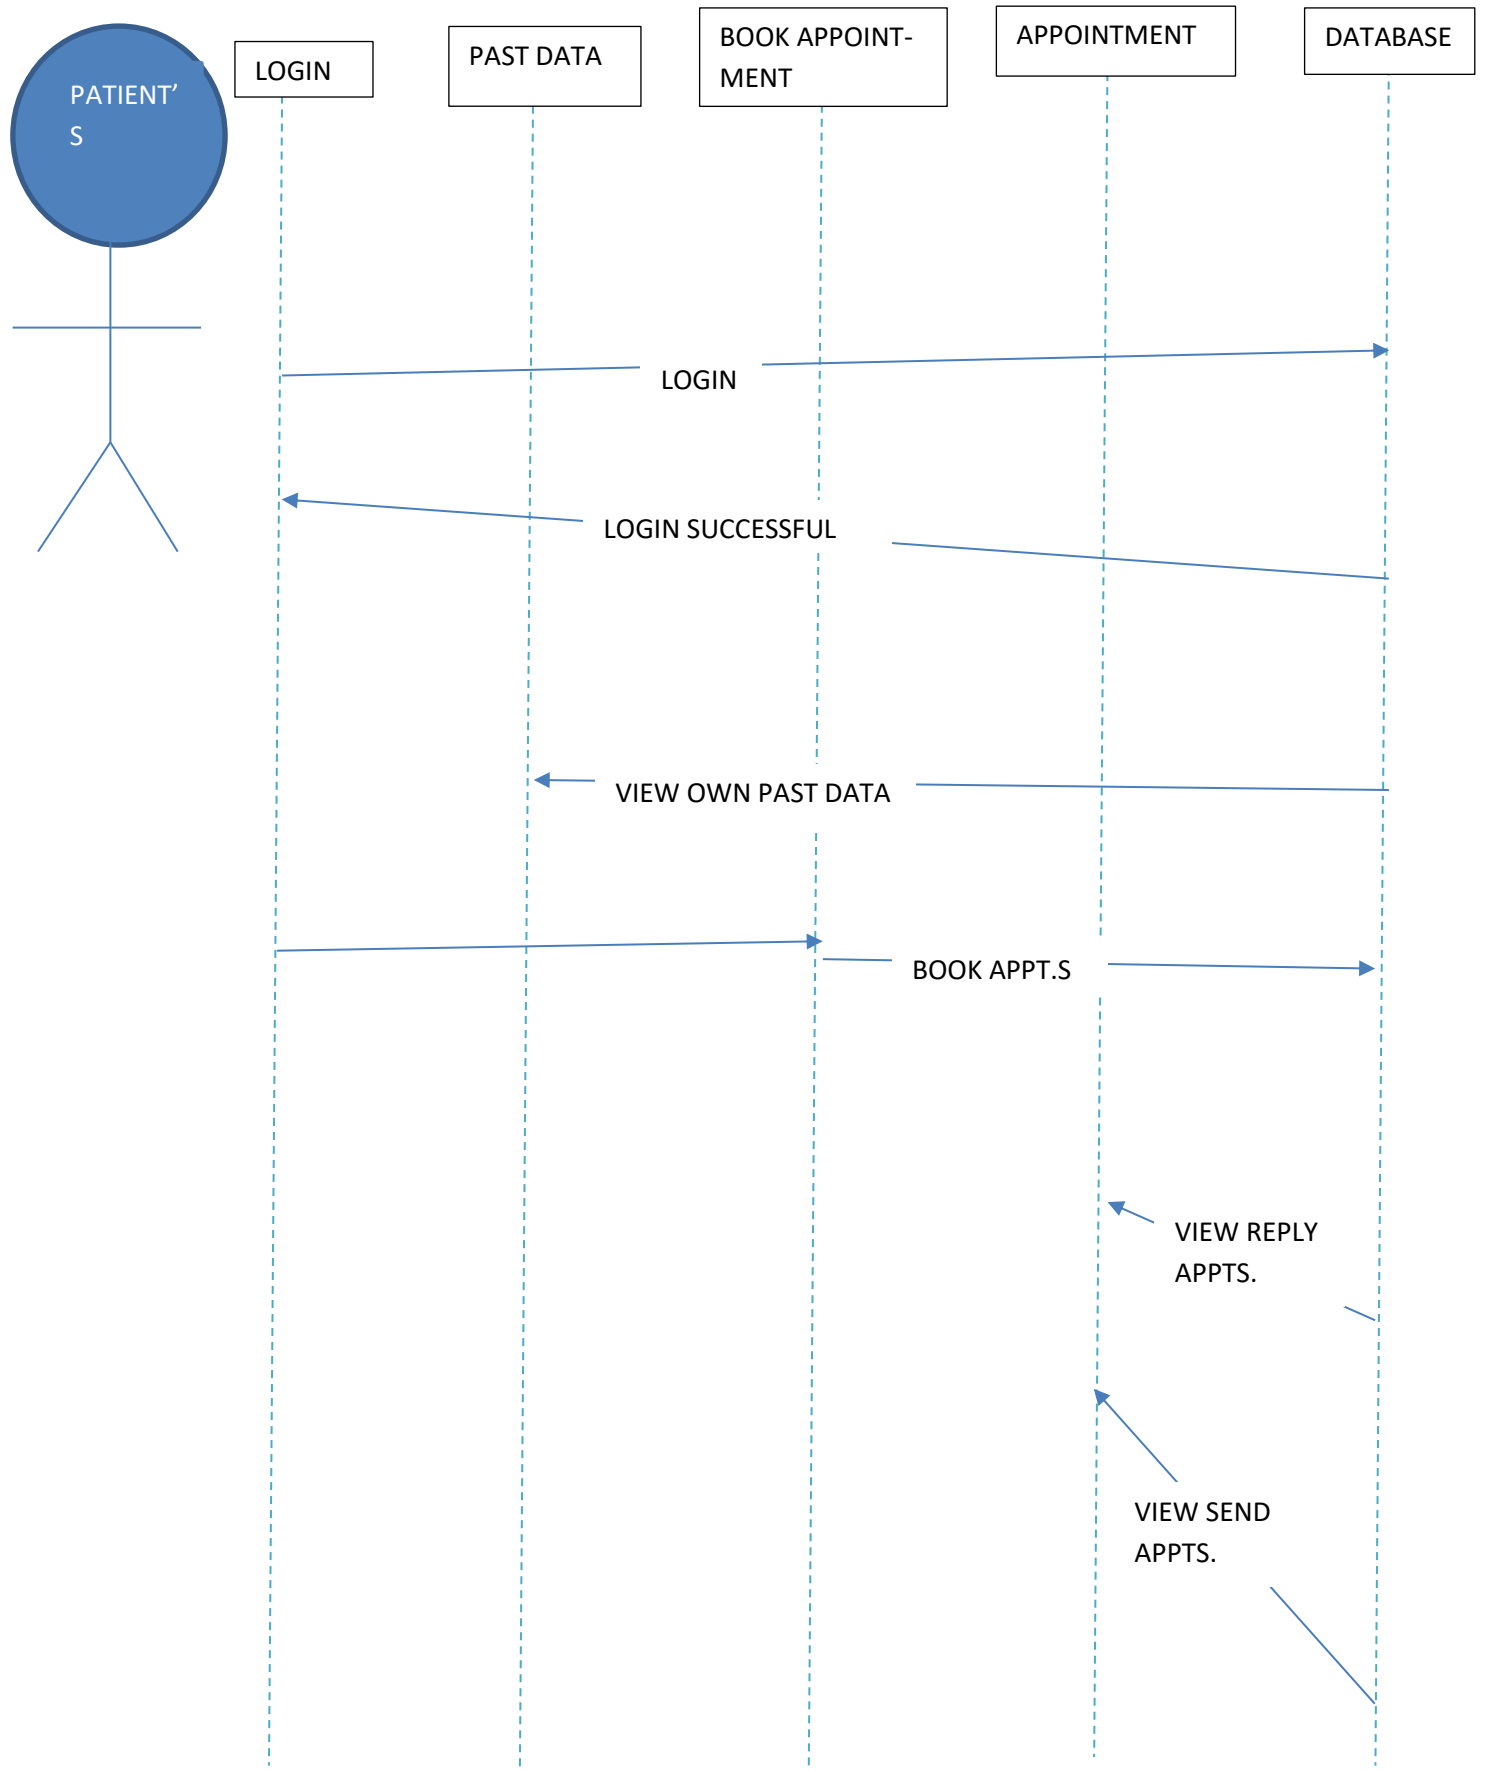 PATIENT’
S
LOGIN
PAST DATA
BOOK APPOINT-
MENT
APPOINTMENT
DATABASE
LOGIN
LOGIN SUCCESSFUL
VIEW OWN PAST DATA
BOOK APPT.S
VIEW REPLY
APPTS.
VIEW SEND
APPTS.